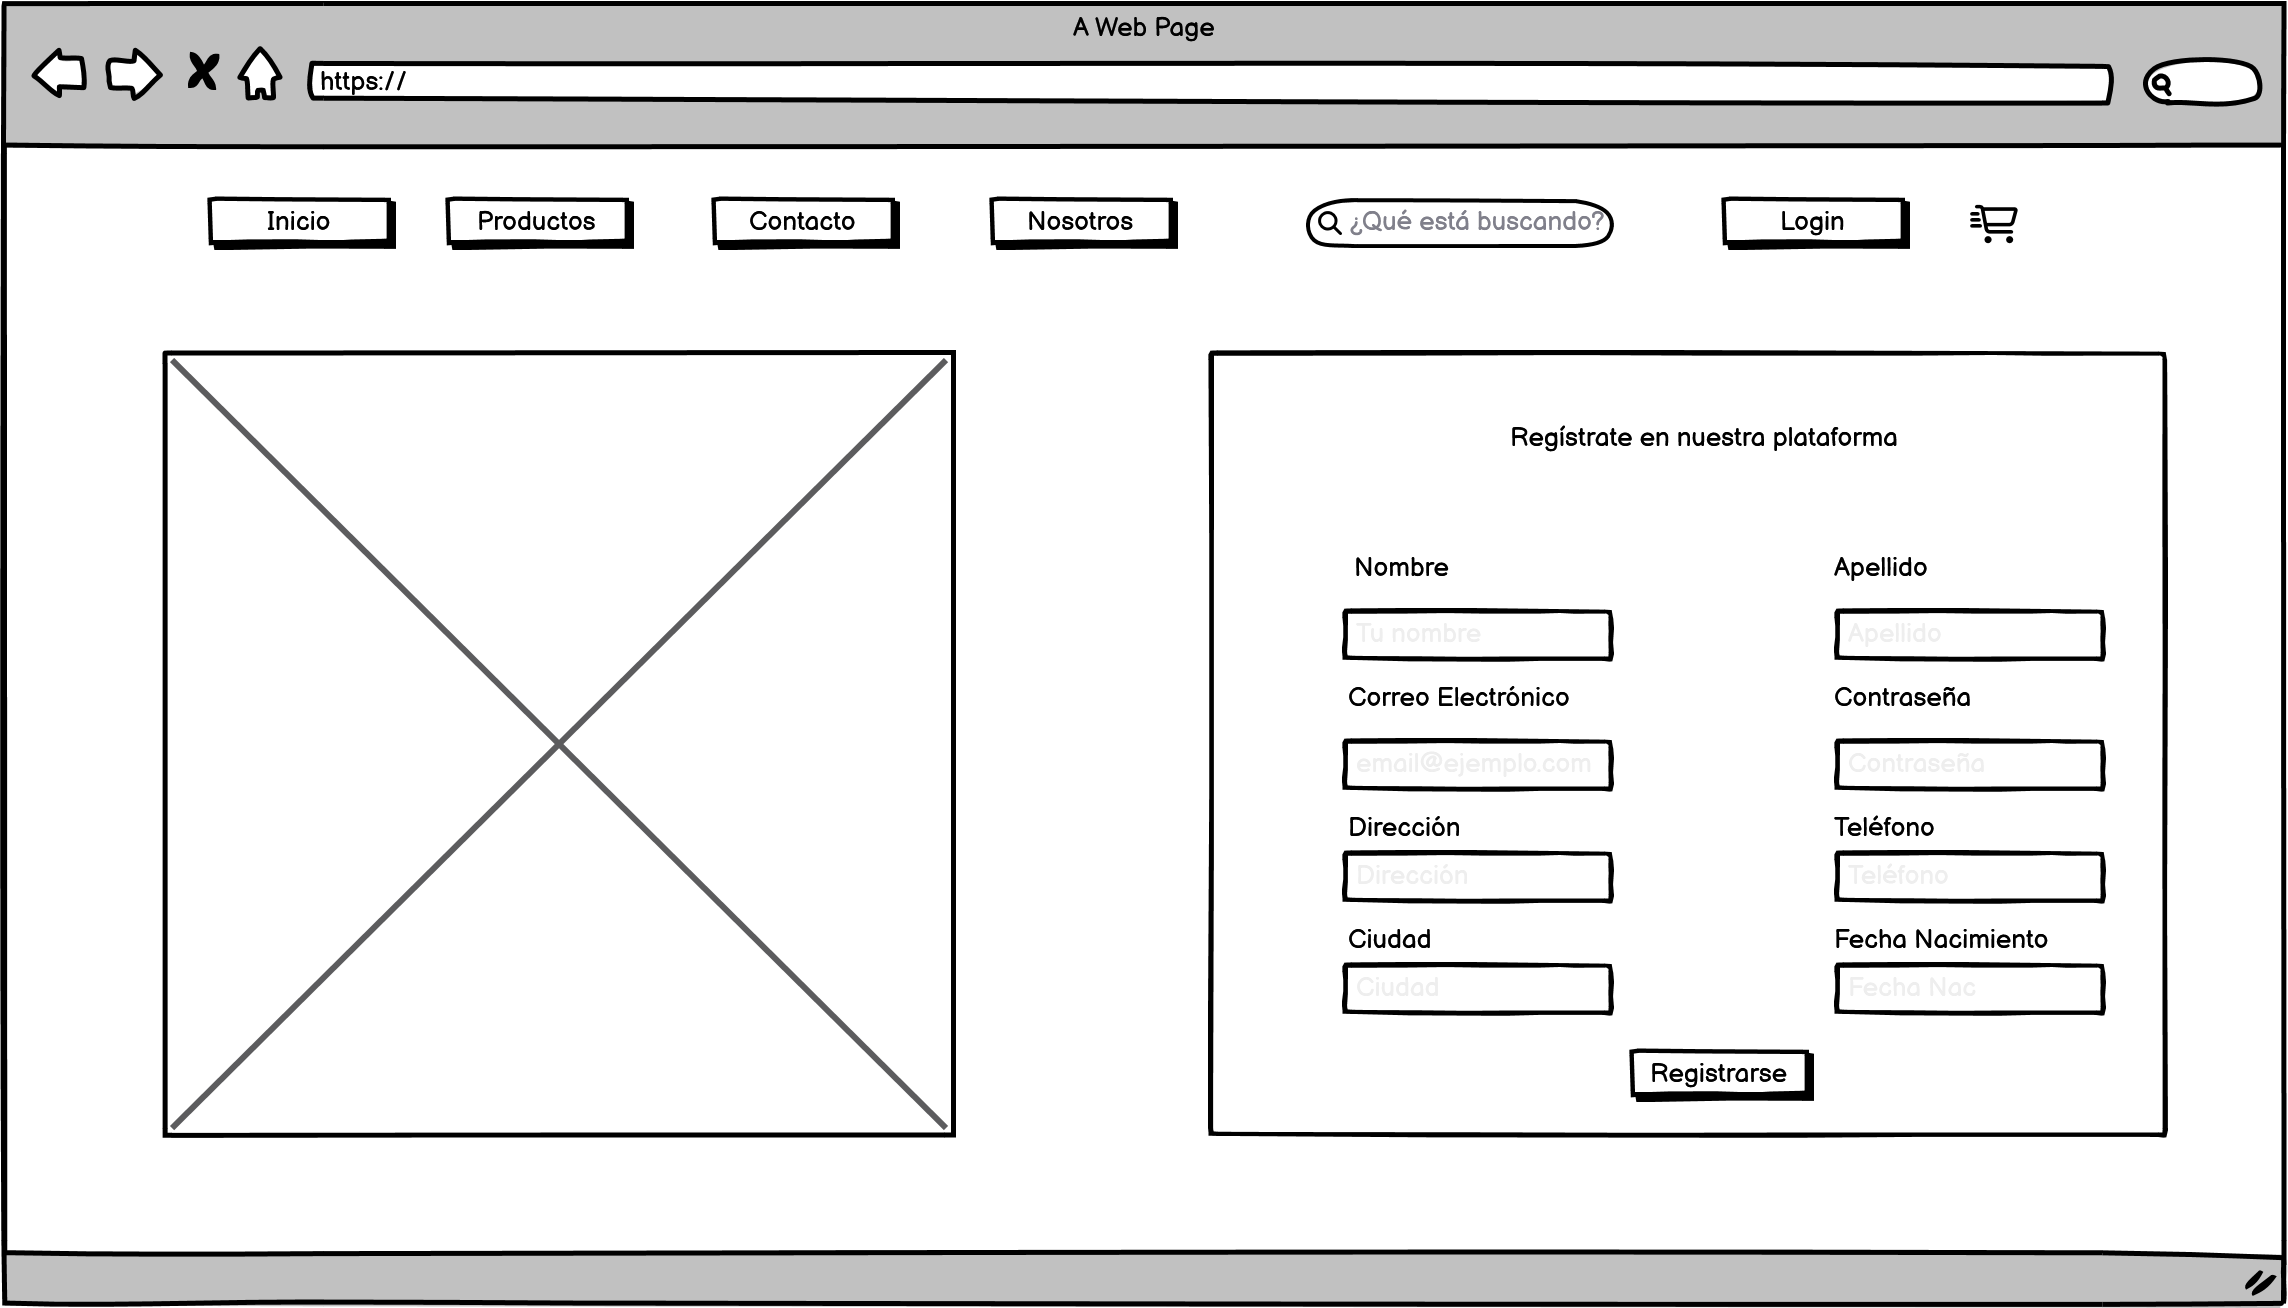 A Web Page
https://
Inicio
Productos
Contacto
Nosotros
¿Qué está buscando?
Login
Regístrate en nuestra plataforma
Nombre
Apellido
Tu nombre
Apellido
Correo Electrónico
Contraseña
email@ejemplo.com
Contraseña
Dirección
Teléfono
Dirección
Teléfono
Ciudad
Fecha Nacimiento
Ciudad
Fecha Nac
Registrarse